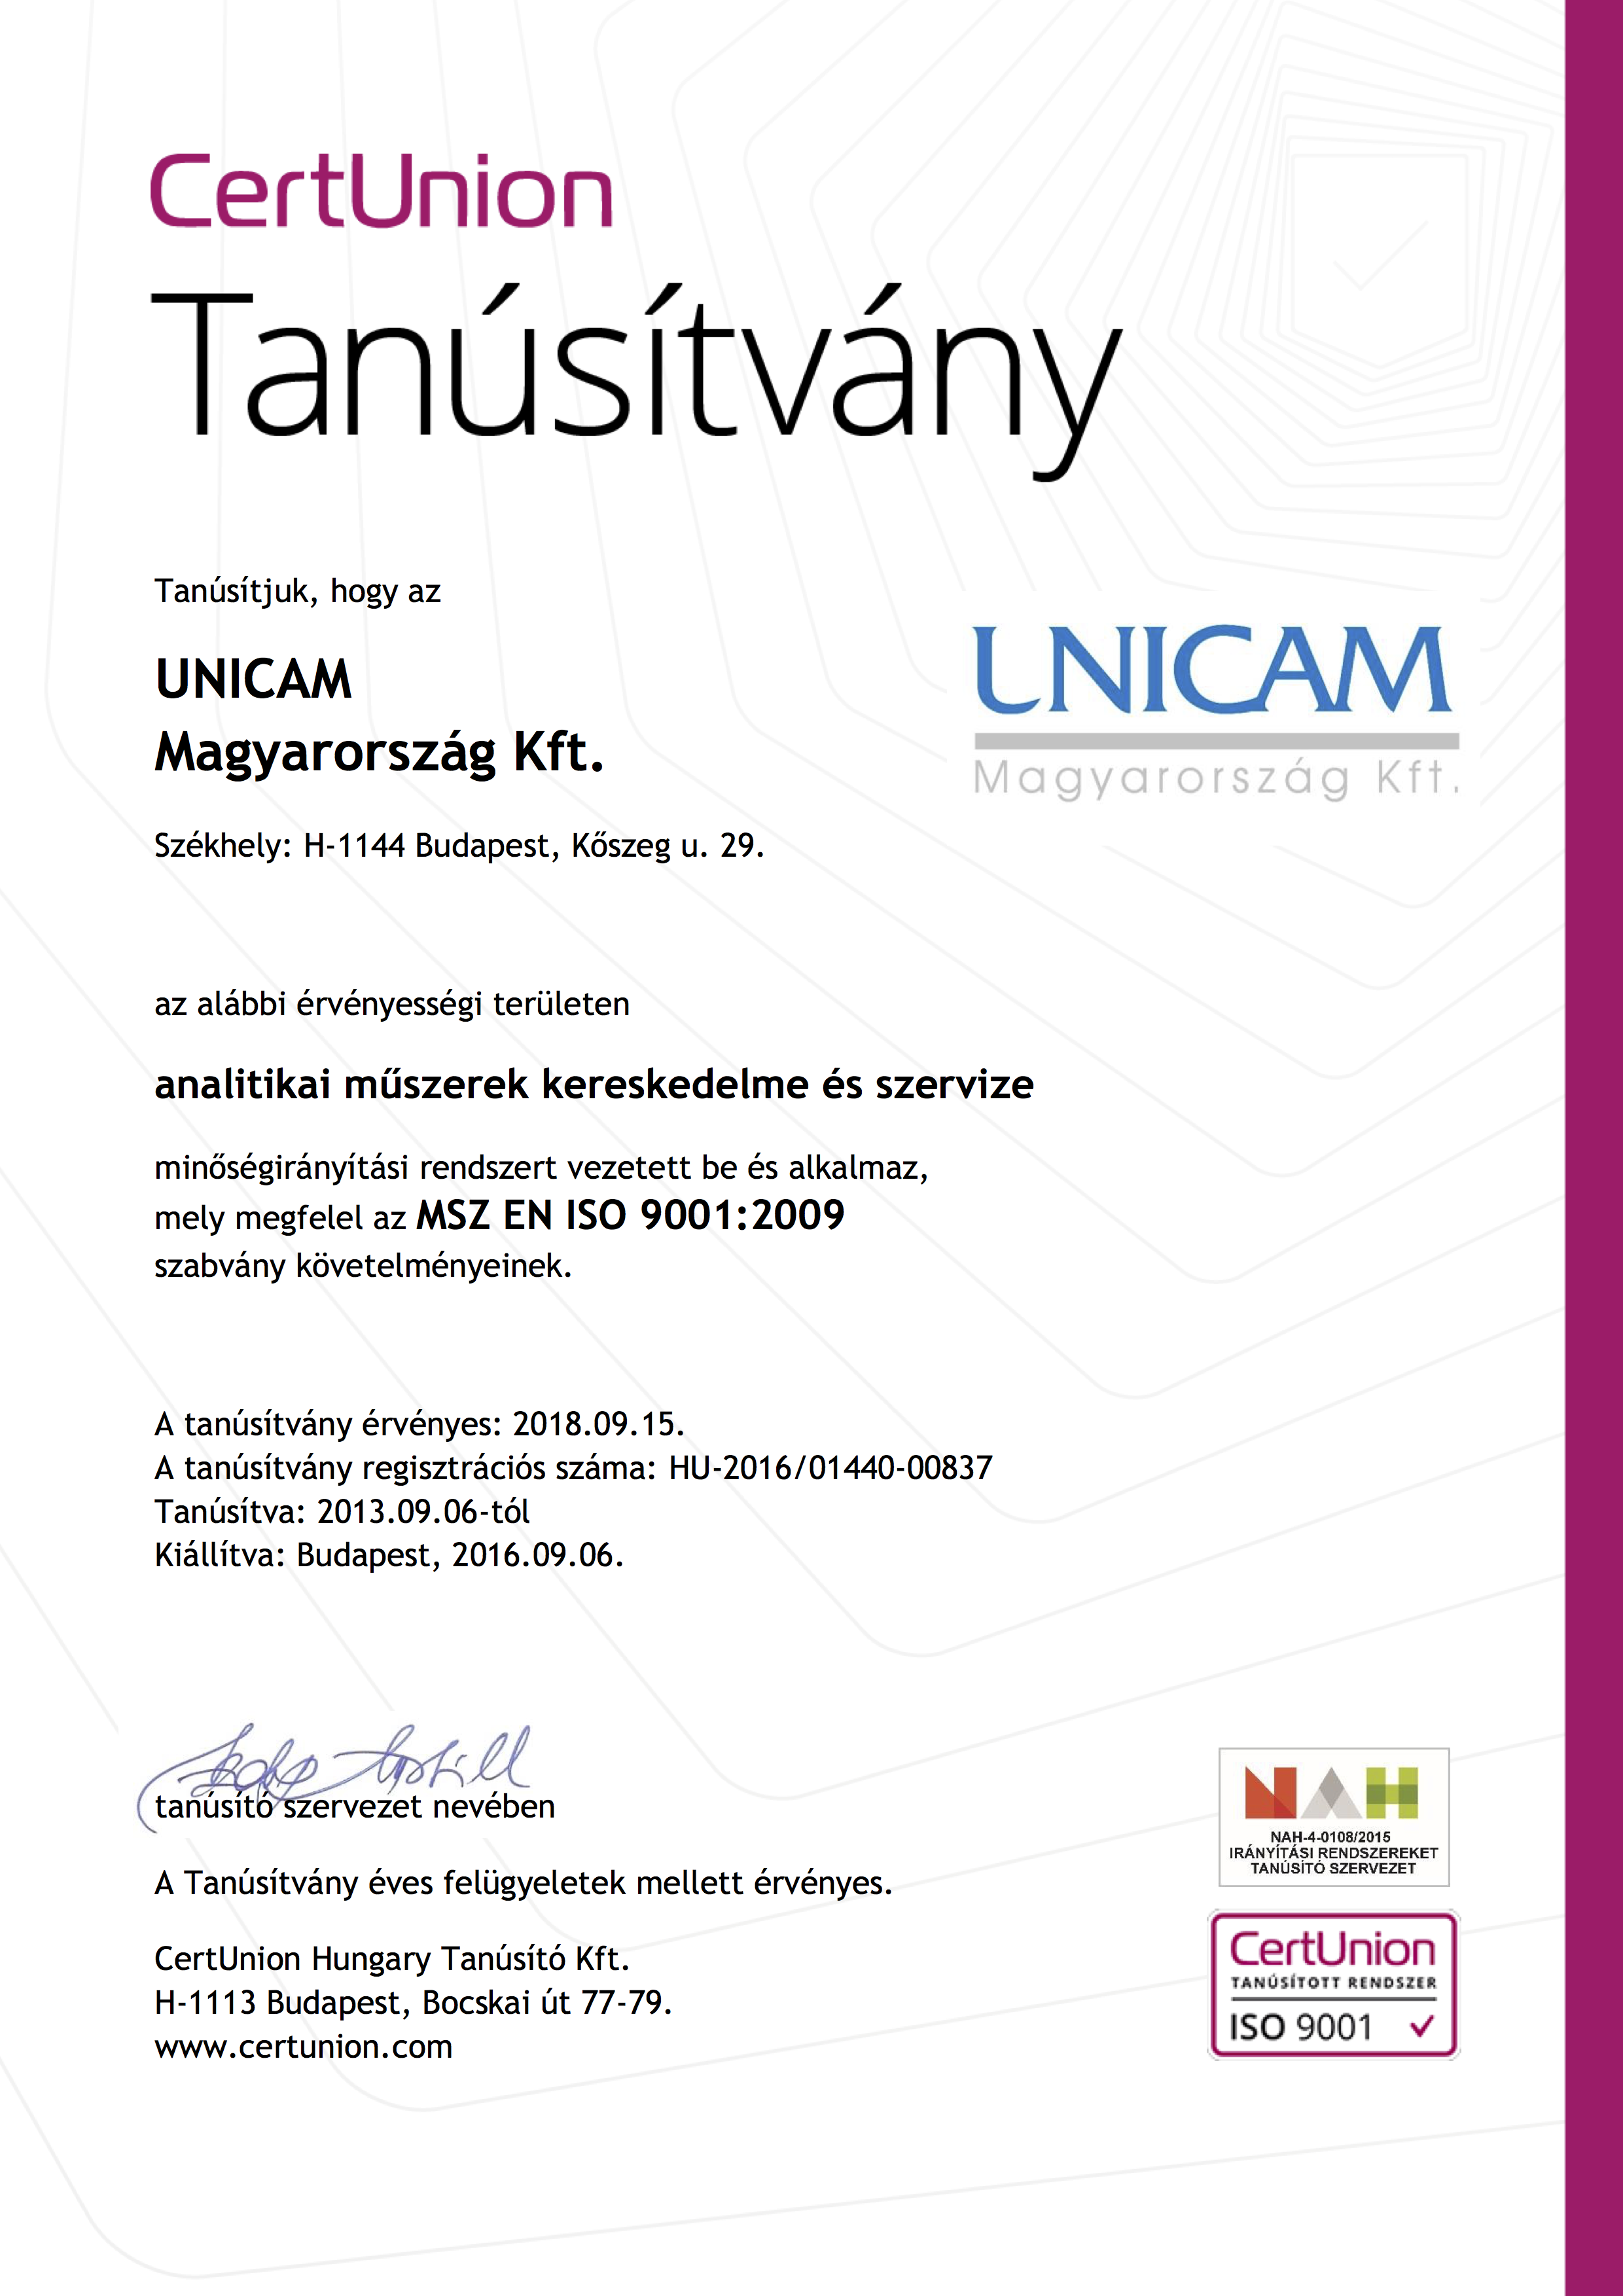 CertUnion
Tanúsítvány
Tanúsítjuk, hogy az
UNICAM
Magyarország Kft.
UNICAM
Magyarország Kft.
Székhely: H-1144 Budapest, Kőszeg u. 29.
az alábbi érvényességi területen
analitikai műszerek kereskedelme és szervize
minőségirányítási rendszert vezetett be és alkalmaz,
mely megfelel az MSZ EN ISO 9001:2009
szabvány követelményeinek.
A tanúsítvány érvényes: 2018.09.15.
A tanúsítvány regisztrációs száma: HU-2016/01440-00837
Tanúsítva: 2013.09.06-tól
Kiállítva: Budapest, 2016.09.06.
tanúsító szervezet nevében
A Tanúsítvány éves felügyeletek mellett érvényes.
CertUnion Hungary Tanúsító Kft.
H-1113 Budapest, Bocskai út 77-79.
www.certunion.com
NAH
NAH-4-0108/2015
IRÁNYÍTÁSI RENDSZEREKET
TANÚSÍTÓ SZERVEZET
CertUnion
TANÚSÍTOTT RENDSZER
ISO 9001